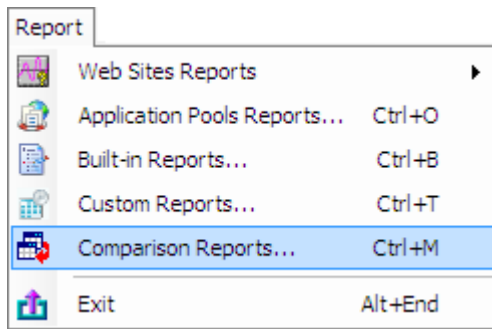 Report
Web Sites Reports
Application Pools Reports... Ctrl+O
Built-in Reports... Ctrl+B
Custom Reports... Ctrl+T
Comparison Reports... Ctrl+M
Exit Alt+End